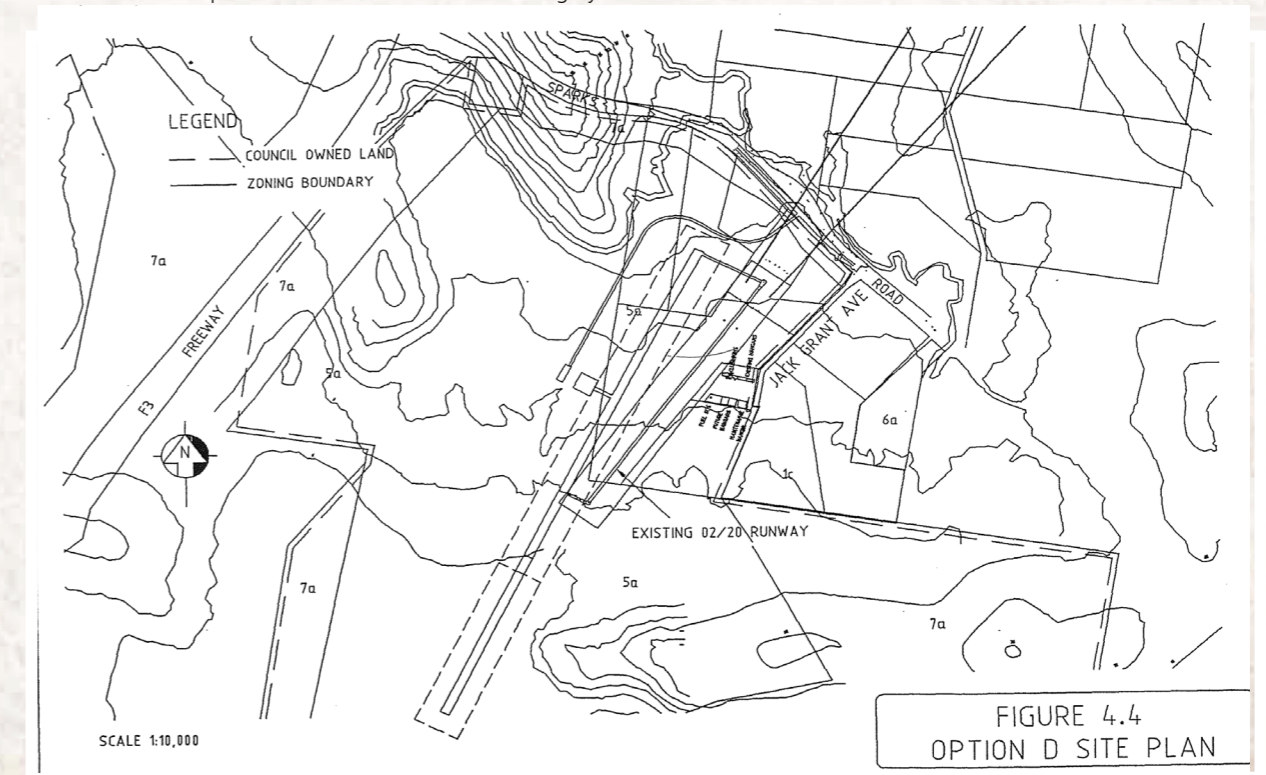 SPARKS
7a
LEGEND
COUNCIL OWNED LAND
ZONING BOUNDARY
7a
7a
FREEWAY
F3
5a
5a
ROAD
JACK GRANT AVE
6a
1c
N
EXISTING 02/20 RUNWAY
5a
7a
7a
SCALE 1:10,000
FIGURE 4.4
OPTION D SITE PLAN